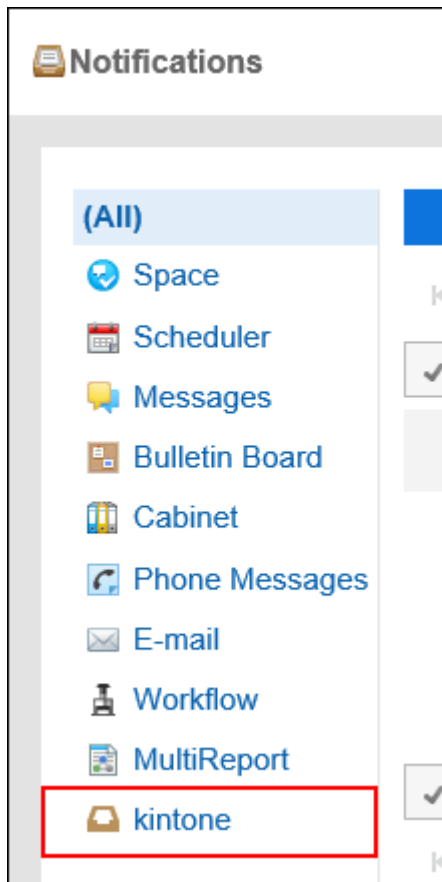 Notifications
(All)
Space
Scheduler
Messages
Bulletin Board
Cabinet
Phone Messages
E-mail
Workflow
MultiReport
kintone